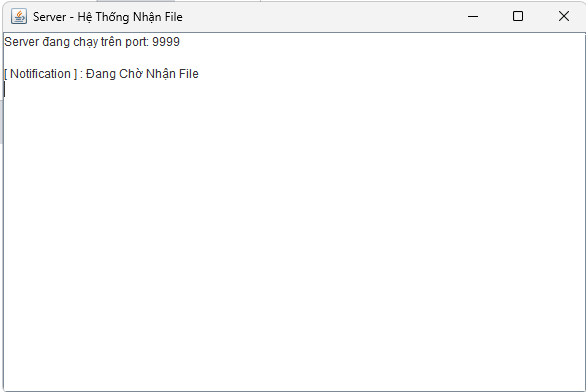 Server - Hệ Thống Nhận File
Server đang chạy trên port: 9999
[ Notification ] : Đang Chờ Nhận File